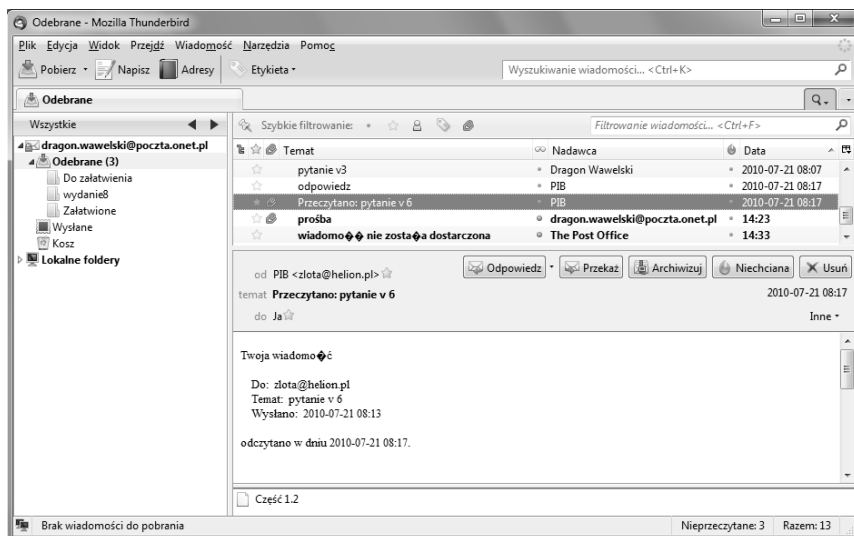 Odebrane - Mozilla Thunderbird
Plik Edycja Widok Przejdź Wiadomość Narzędzia Pomoc
Pobierz Napisz Adresy Etykieta Wyszukiwanie wiadomości... <Ctrl+K>
Odebrane
Wszystkie
dragon.wawelski@poczta.onet.pl
Odebrane (3)
Do załatwienia
wydanie8
Załatwione
Wysłane
Kosz
Lokalne foldery
Szybkie filtrowanie: Filtrowanie wiadomości... <Ctrl+F>
Temat Nadawca Data
pytanie v3 Dragon Wawelski 2010-07-21 08:07
odpowiedz PIB 2010-07-21 08:17
Przeczytano: pytanie v 6 PIB 2010-07-21 08:17
prośba dragon.wawelski@poczta.onet.pl 14:23
wiadomo�� nie zosta�a dostarczona The Post Office 14:33
od PIB <zlota@helion.pl> Odpowiedz Przekaż Archiwizuj Niechciana Usuń
temat Przeczytano: pytanie v 6 2010-07-21 08:17
do Ja Inne
Twoja wiadomo�ć
Do: zlota@helion.pl
Temat: pytanie v 6
Wysłano: 2010-07-21 08:13
odczytano w dniu 2010-07-21 08:17.
Część 1.2
Brak wiadomości do pobrania Nieprzeczytane: 3 Razem: 13